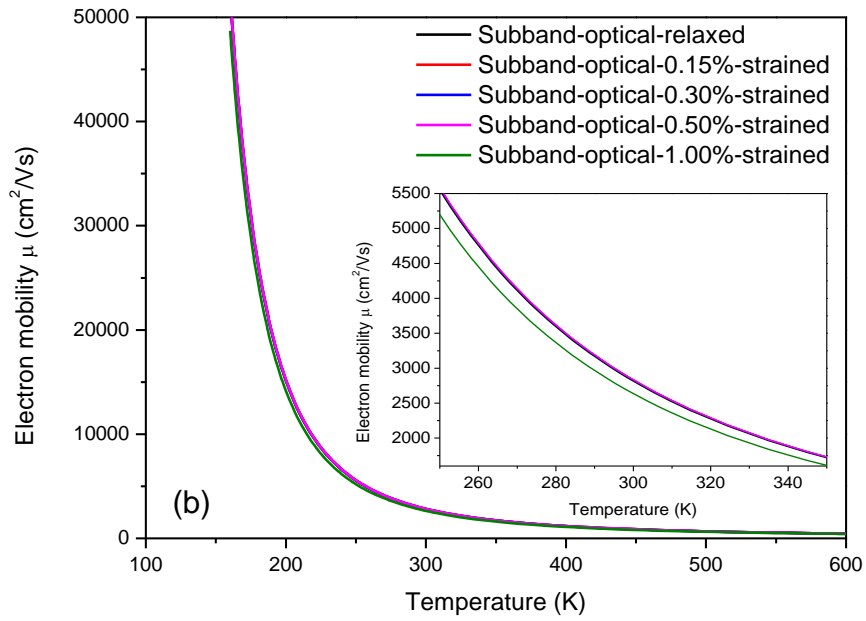 50000
40000
30000
20000
10000
0
Electron mobility μ (cm²/Vs)
Subband-optical-relaxed
Subband-optical-0.15%-strained
Subband-optical-0.30%-strained
Subband-optical-0.50%-strained
Subband-optical-1.00%-strained
5500
5000
4500
4000
3500
3000
2500
2000
Electron mobility μ (cm²/Vs)
260 280 300 320 340
Temperature (K)
(b)
100 200 300 400 500 600
Temperature (K)